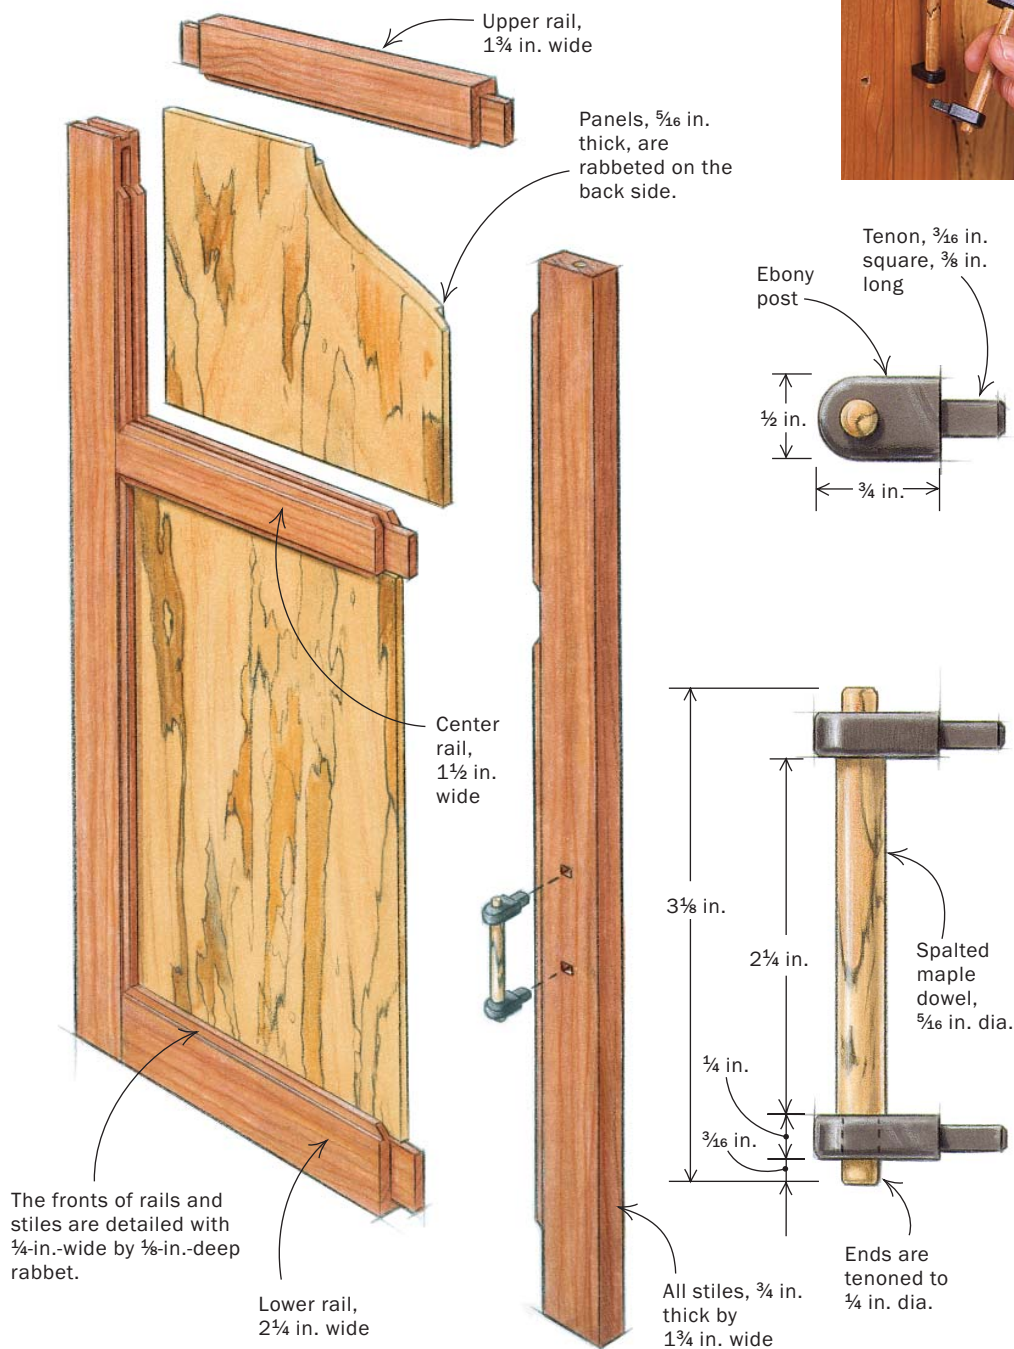 Upper rail,
1¾ in. wide
Panels, 5⁄16 in.
thick, are
rabbeted on the
back side.
Tenon, 3⁄16 in.
square, ⅜ in.
long
Ebony
post
½ in.
¾ in.
Center
rail,
1½ in.
wide
3⅛ in.
2¼ in.
Spalted
maple
dowel,
5⁄16 in. dia.
¼ in.
3⁄16 in.
The fronts of rails and
stiles are detailed with
¼-in.-wide by ⅛-in.-deep
rabbet.
Lower rail,
2¼ in. wide
All stiles, ¾ in.
thick by
1¾ in. wide
Ends are
tenoned to
¼ in. dia.